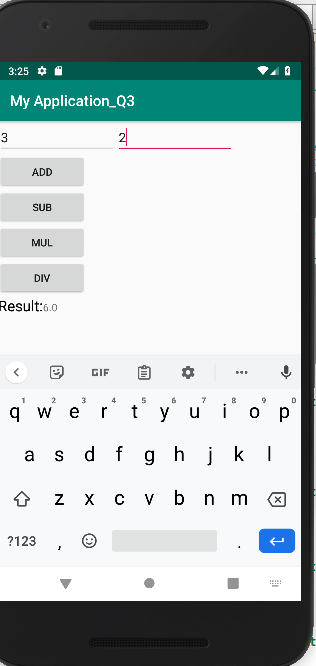 3:25
My Application_Q3
3 2
ADD
SUB
MUL
DIV
Result:6.0
GIF
1 2 3 4 5 6 7 8 9 0
q w e r t y u i o p
a s d f g h j k l
z x c v b n m
?123 , .